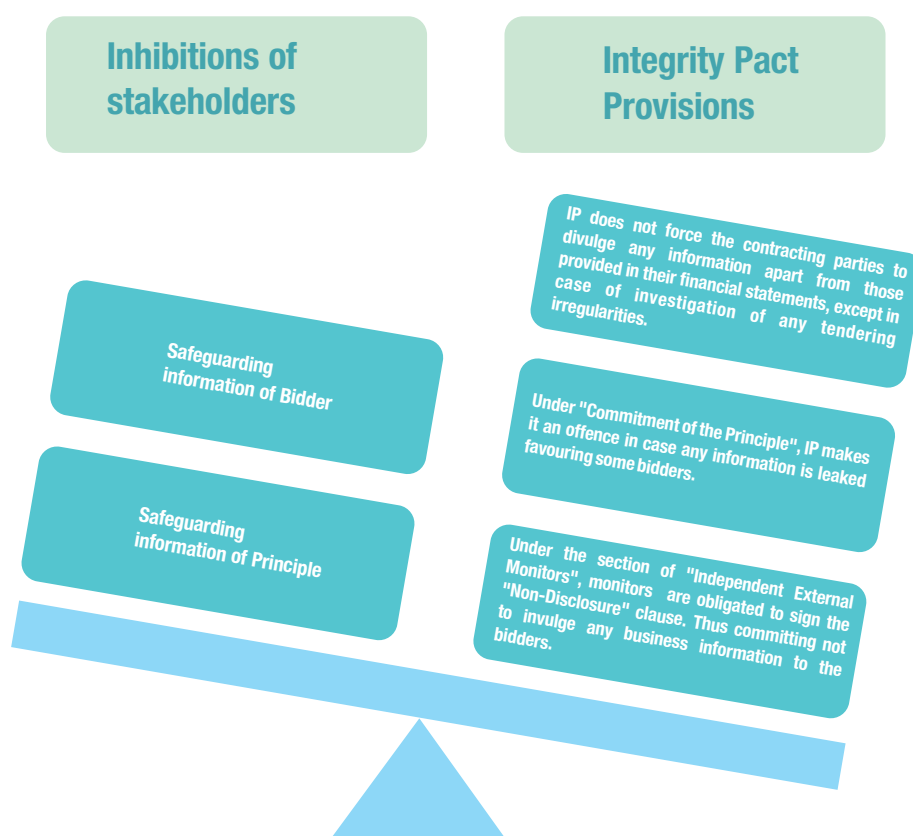 Inhibitions of
stakeholders
Integrity Pact
Provisions
Safeguarding
information of Bidder
Safeguarding
information of Principle
IP does not force the contracting parties to
divulge any information apart from those
provided in their financial statements, except in
case of investigation of any tendering
irregularities.
Under "Commitment of the Principle", IP makes
it an offence in case any information is leaked
favouring some bidders.
Under the section of "Independent External
Monitors", monitors are obligated to sign the
"Non-Disclosure" clause. Thus committing not
to invulge any business information to the
bidders.